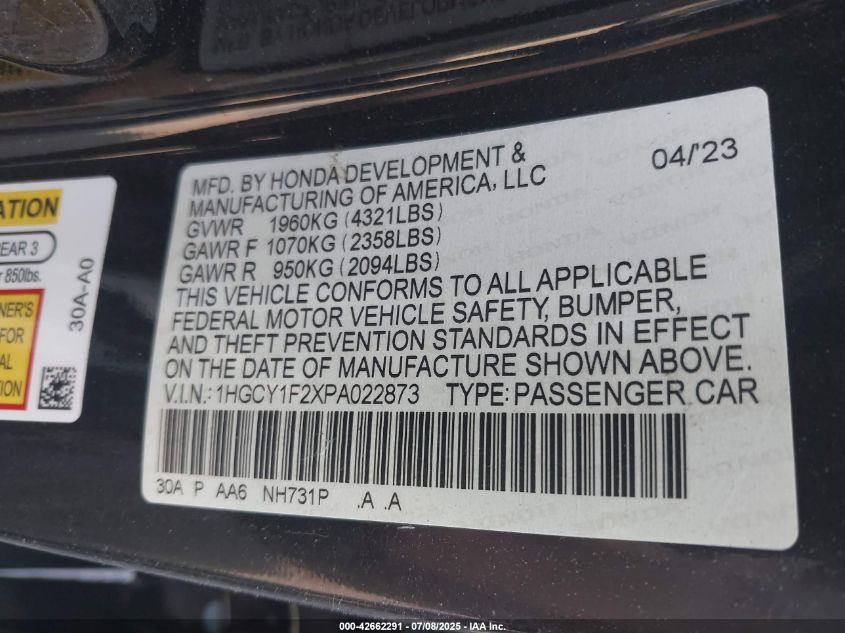 MFD. BY HONDA DEVELOPMENT &
MANUFACTURING OF AMERICA, LLC
04/'23
GVWR 1960KG (4321LBS)
GAWR F 1070KG (2358LBS)
GAWR R 950KG (2094LBS)
THIS VEHICLE CONFORMS TO ALL APPLICABLE
FEDERAL MOTOR VEHICLE SAFETY, BUMPER,
AND THEFT PREVENTION STANDARDS IN EFFECT
ON THE DATE OF MANUFACTURE SHOWN ABOVE.
V.I.N.: 1HGCY1F2XPA022873 TYPE: PASSENGER CAR
30A P AA6 NH731P .A .A
EAR 3
850lbs.
30A-A0
FOR
000-42662291 - 07/08/2025 - IAA Inc.